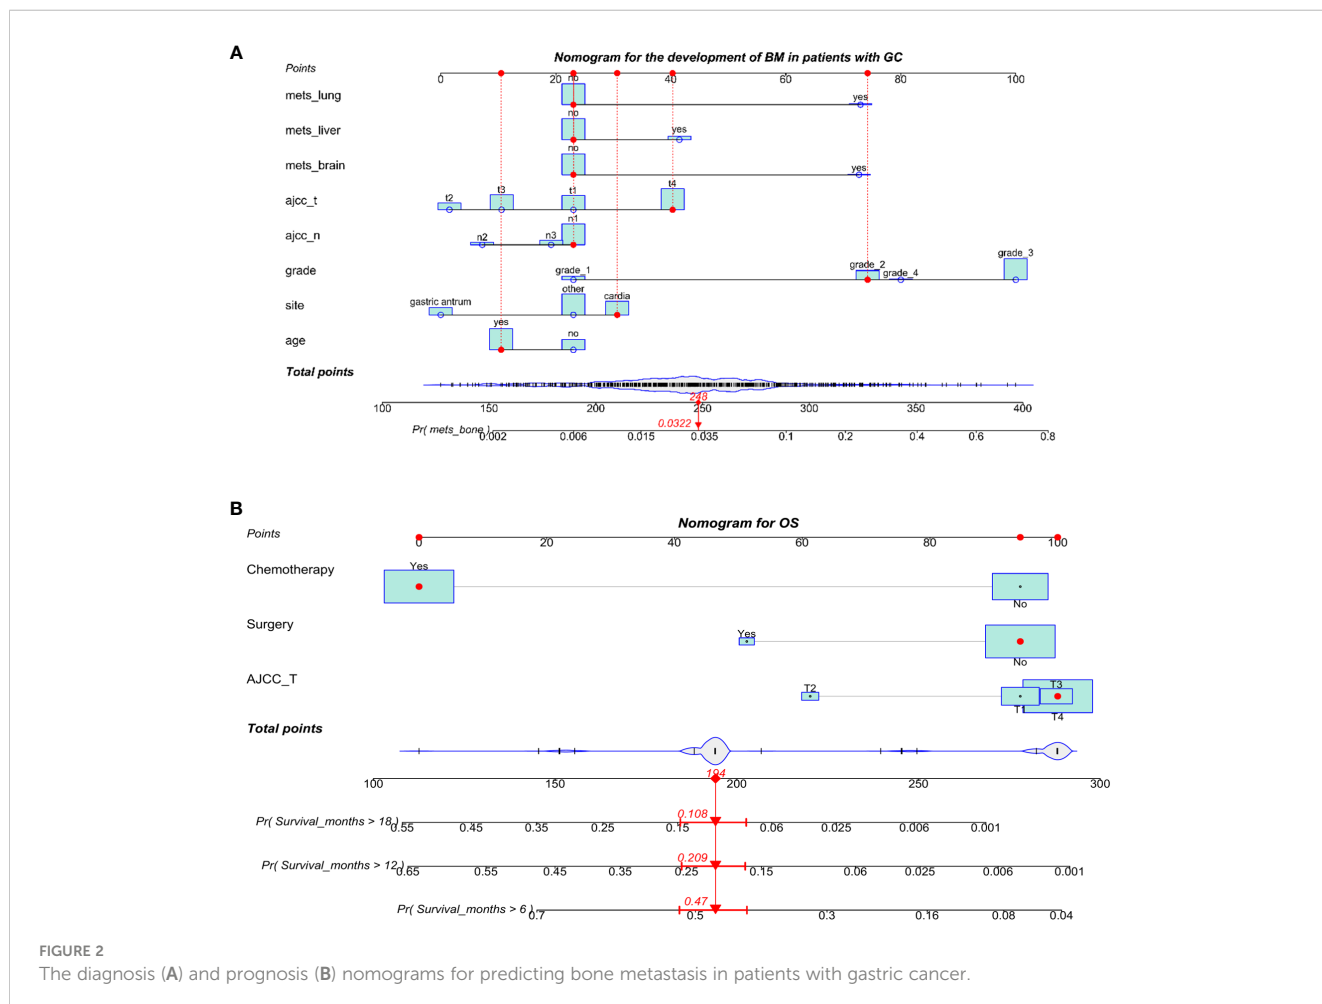 A
Nomogram for the development of BM in patients with GC
Points
0 20 40 60 80 100
mets_lung
no yes
mets_liver
no yes
mets_brain
no yes
ajcc_t
t2 t3 t1 t4
ajcc_n
n2 n3 n1
grade
grade_1 grade_2 grade_4 grade_3
site
gastric antrum other cardia
age
yes no
Total points
248
100 150 200 250 300 350 400
0.0322
Pr( mets_bone )
0.002 0.006 0.015 0.035 0.1 0.2 0.4 0.6 0.8
B
Nomogram for OS
Points
0 20 40 60 80 100
Chemotherapy
Yes No
Surgery
Yes No
AJCC_T
T2 T1 T3 T4
Total points
194
100 150 200 250 300
0.108
Pr( Survival_months > 18 )
0.55 0.45 0.35 0.25 0.15 0.06 0.025 0.006 0.001
0.209
Pr( Survival_months > 12 )
0.65 0.55 0.45 0.35 0.25 0.15 0.06 0.025 0.006 0.001
0.47
Pr( Survival_months > 6 )
0.7 0.5 0.3 0.16 0.08 0.04
FIGURE 2
The diagnosis (A) and prognosis (B) nomograms for predicting bone metastasis in patients with gastric cancer.